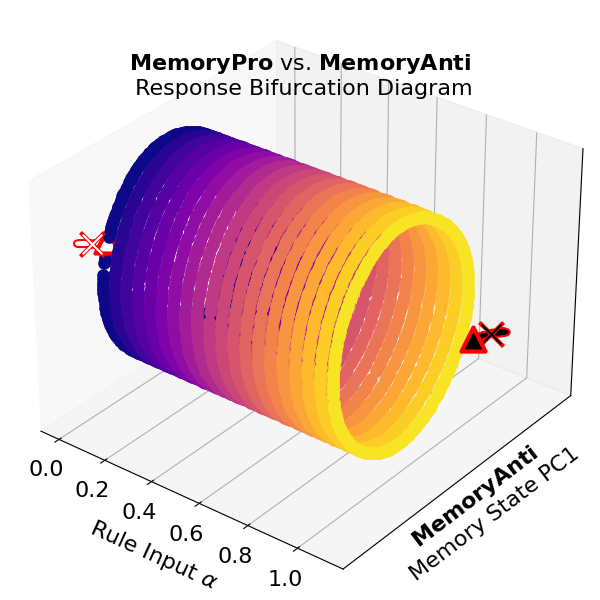 MemoryPro vs. MemoryAnti
Response Bifurcation Diagram
0.0
0.2
0.4
0.6
0.8
1.0
Rule Input α
MemoryAnti
Memory State PC1